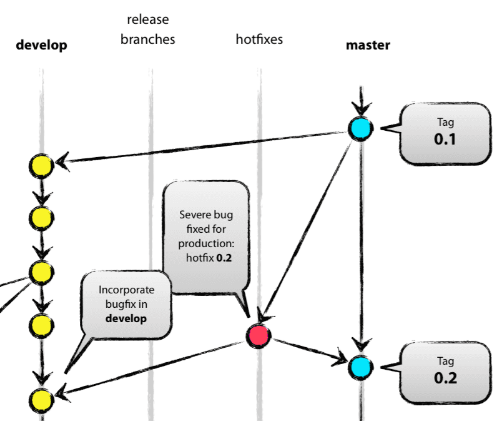 release
branches
develop
hotfixes
master
Tag
0.1
Severe bug
fixed for
production:
hotfix 0.2
Incorporate
bugfix in
develop
Tag
0.2